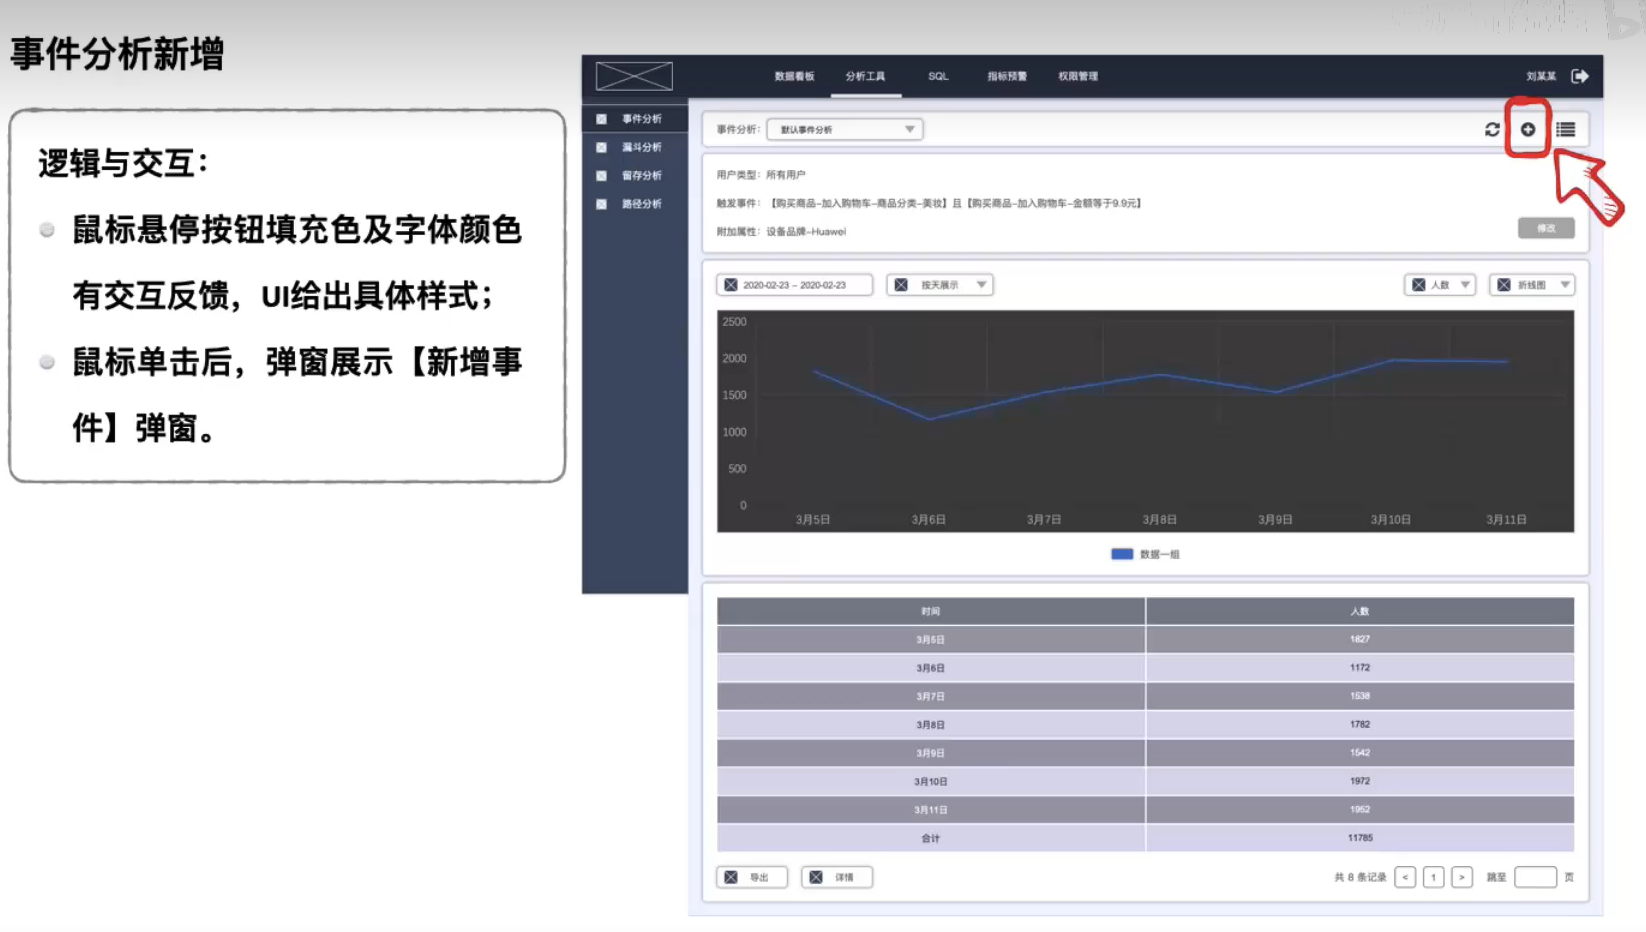 事件分析新增
逻辑与交互：
鼠标悬停按钮填充色及字体颜色
有交互反馈，UI给出具体样式；
鼠标单击后，弹窗展示【新增事
件】弹窗。
数据看板 分析工具 SQL 指标预警 权限管理 刘某某
事件分析
漏斗分析
留存分析
路径分析
事件分析： 默认事件分析
用户类型：所有用户
触发事件：【购买商品-加入购物车-商品分类-美妆】且【购买商品-加入购物车-金额等于9.9元】
附加属性：设备品牌-Huawei
修改
2020-02-23 - 2020-02-23 按天展示 人数 折线图
2500
2000
1500
1000
500
0
3月5日 3月6日 3月7日 3月8日 3月9日 3月10日 3月11日
数据一组
时间 人数
3月5日 1827
3月6日 1172
3月7日 1538
3月8日 1782
3月9日 1542
3月10日 1972
3月11日 1952
合计 11785
导出 详情 共 8 条记录 < 1 > 跳至 页